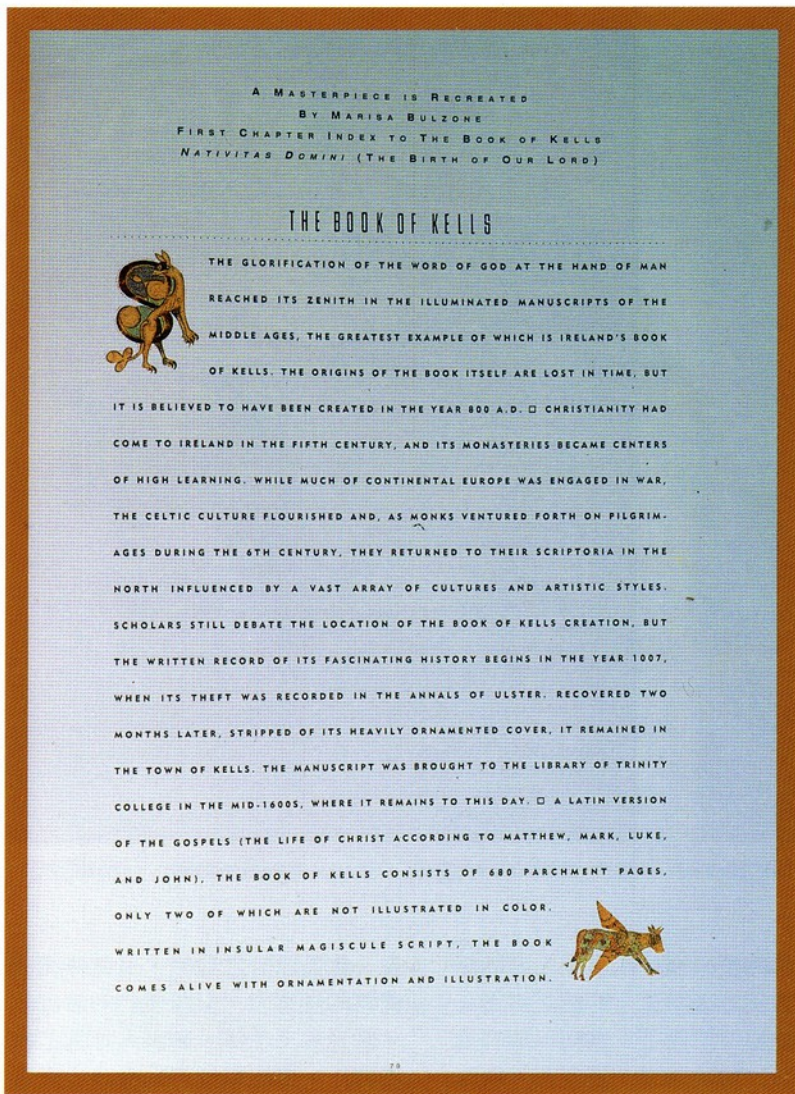 A MASTERPIECE IS RECREATED
BY MARISA BULZONE
FIRST CHAPTER INDEX TO THE BOOK OF KELLS
NATIVITAS DOMINI (THE BIRTH OF OUR LORD)
THE BOOK OF KELLS
THE GLORIFICATION OF THE WORD OF GOD AT THE HAND OF MAN
REACHED ITS ZENITH IN THE ILLUMINATED MANUSCRIPTS OF THE
MIDDLE AGES, THE GREATEST EXAMPLE OF WHICH IS IRELAND'S BOOK
OF KELLS. THE ORIGINS OF THE BOOK ITSELF ARE LOST IN TIME, BUT
IT IS BELIEVED TO HAVE BEEN CREATED IN THE YEAR 800 A.D. □ CHRISTIANITY HAD
COME TO IRELAND IN THE FIFTH CENTURY, AND ITS MONASTERIES BECAME CENTERS
OF HIGH LEARNING. WHILE MUCH OF CONTINENTAL EUROPE WAS ENGAGED IN WAR,
THE CELTIC CULTURE FLOURISHED AND, AS MONKS VENTURED FORTH ON PILGRIM-
AGES DURING THE 6TH CENTURY, THEY RETURNED TO THEIR SCRIPTORIA IN THE
NORTH INFLUENCED BY A VAST ARRAY OF CULTURES AND ARTISTIC STYLES.
SCHOLARS STILL DEBATE THE LOCATION OF THE BOOK OF KELLS CREATION, BUT
THE WRITTEN RECORD OF ITS FASCINATING HISTORY BEGINS IN THE YEAR 1007,
WHEN ITS THEFT WAS RECORDED IN THE ANNALS OF ULSTER. RECOVERED TWO
MONTHS LATER, STRIPPED OF ITS HEAVILY ORNAMENTED COVER, IT REMAINED IN
THE TOWN OF KELLS. THE MANUSCRIPT WAS BROUGHT TO THE LIBRARY OF TRINITY
COLLEGE IN THE MID-1600S, WHERE IT REMAINS TO THIS DAY. □ A LATIN VERSION
OF THE GOSPELS (THE LIFE OF CHRIST ACCORDING TO MATTHEW, MARK, LUKE,
AND JOHN), THE BOOK OF KELLS CONSISTS OF 680 PARCHMENT PAGES,
ONLY TWO OF WHICH ARE NOT ILLUSTRATED IN COLOR.
WRITTEN IN INSULAR MAGISCULE SCRIPT, THE BOOK
COMES ALIVE WITH ORNAMENTATION AND ILLUSTRATION.